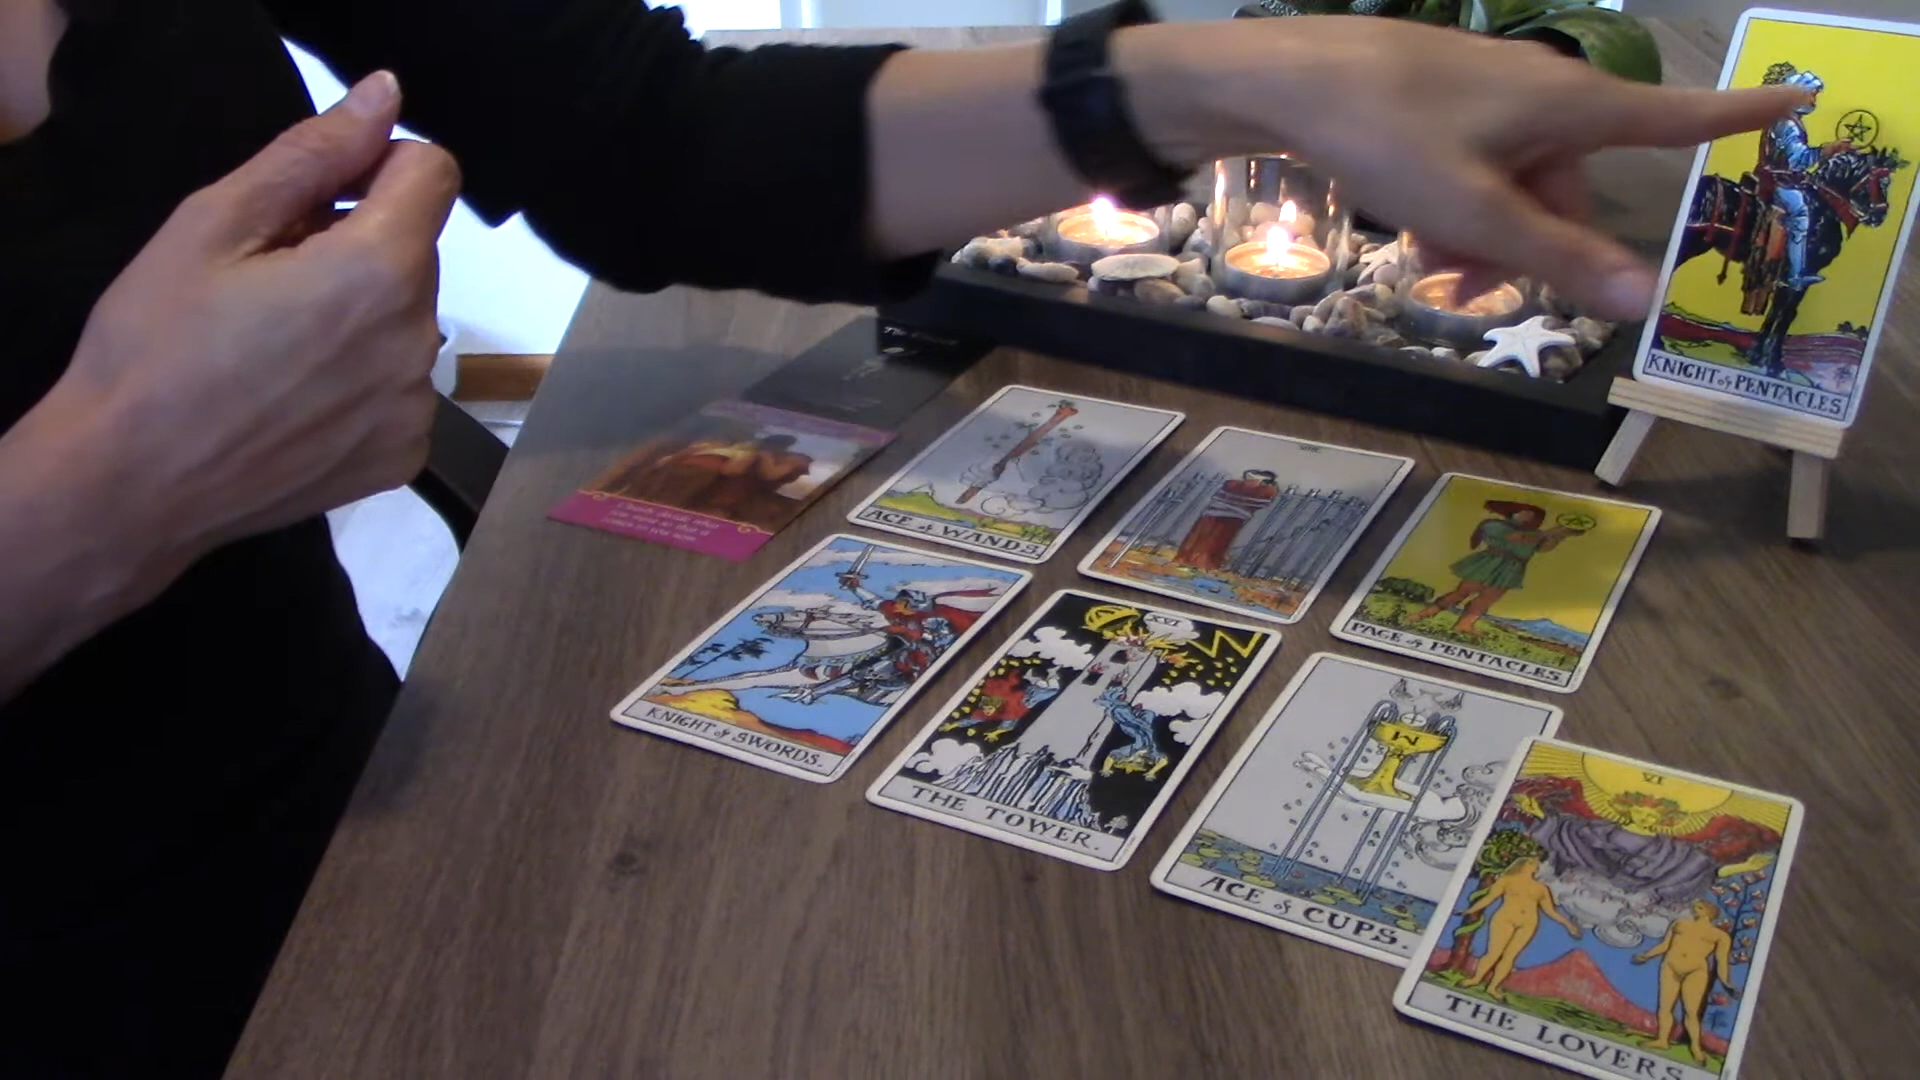 KNIGHT of PENTACLES
ACE of WANDS.
VIII
PAGE of PENTACLES
KNIGHT of SWORDS.
XVI
THE TOWER.
ACE of CUPS.
VI
THE LOVERS.